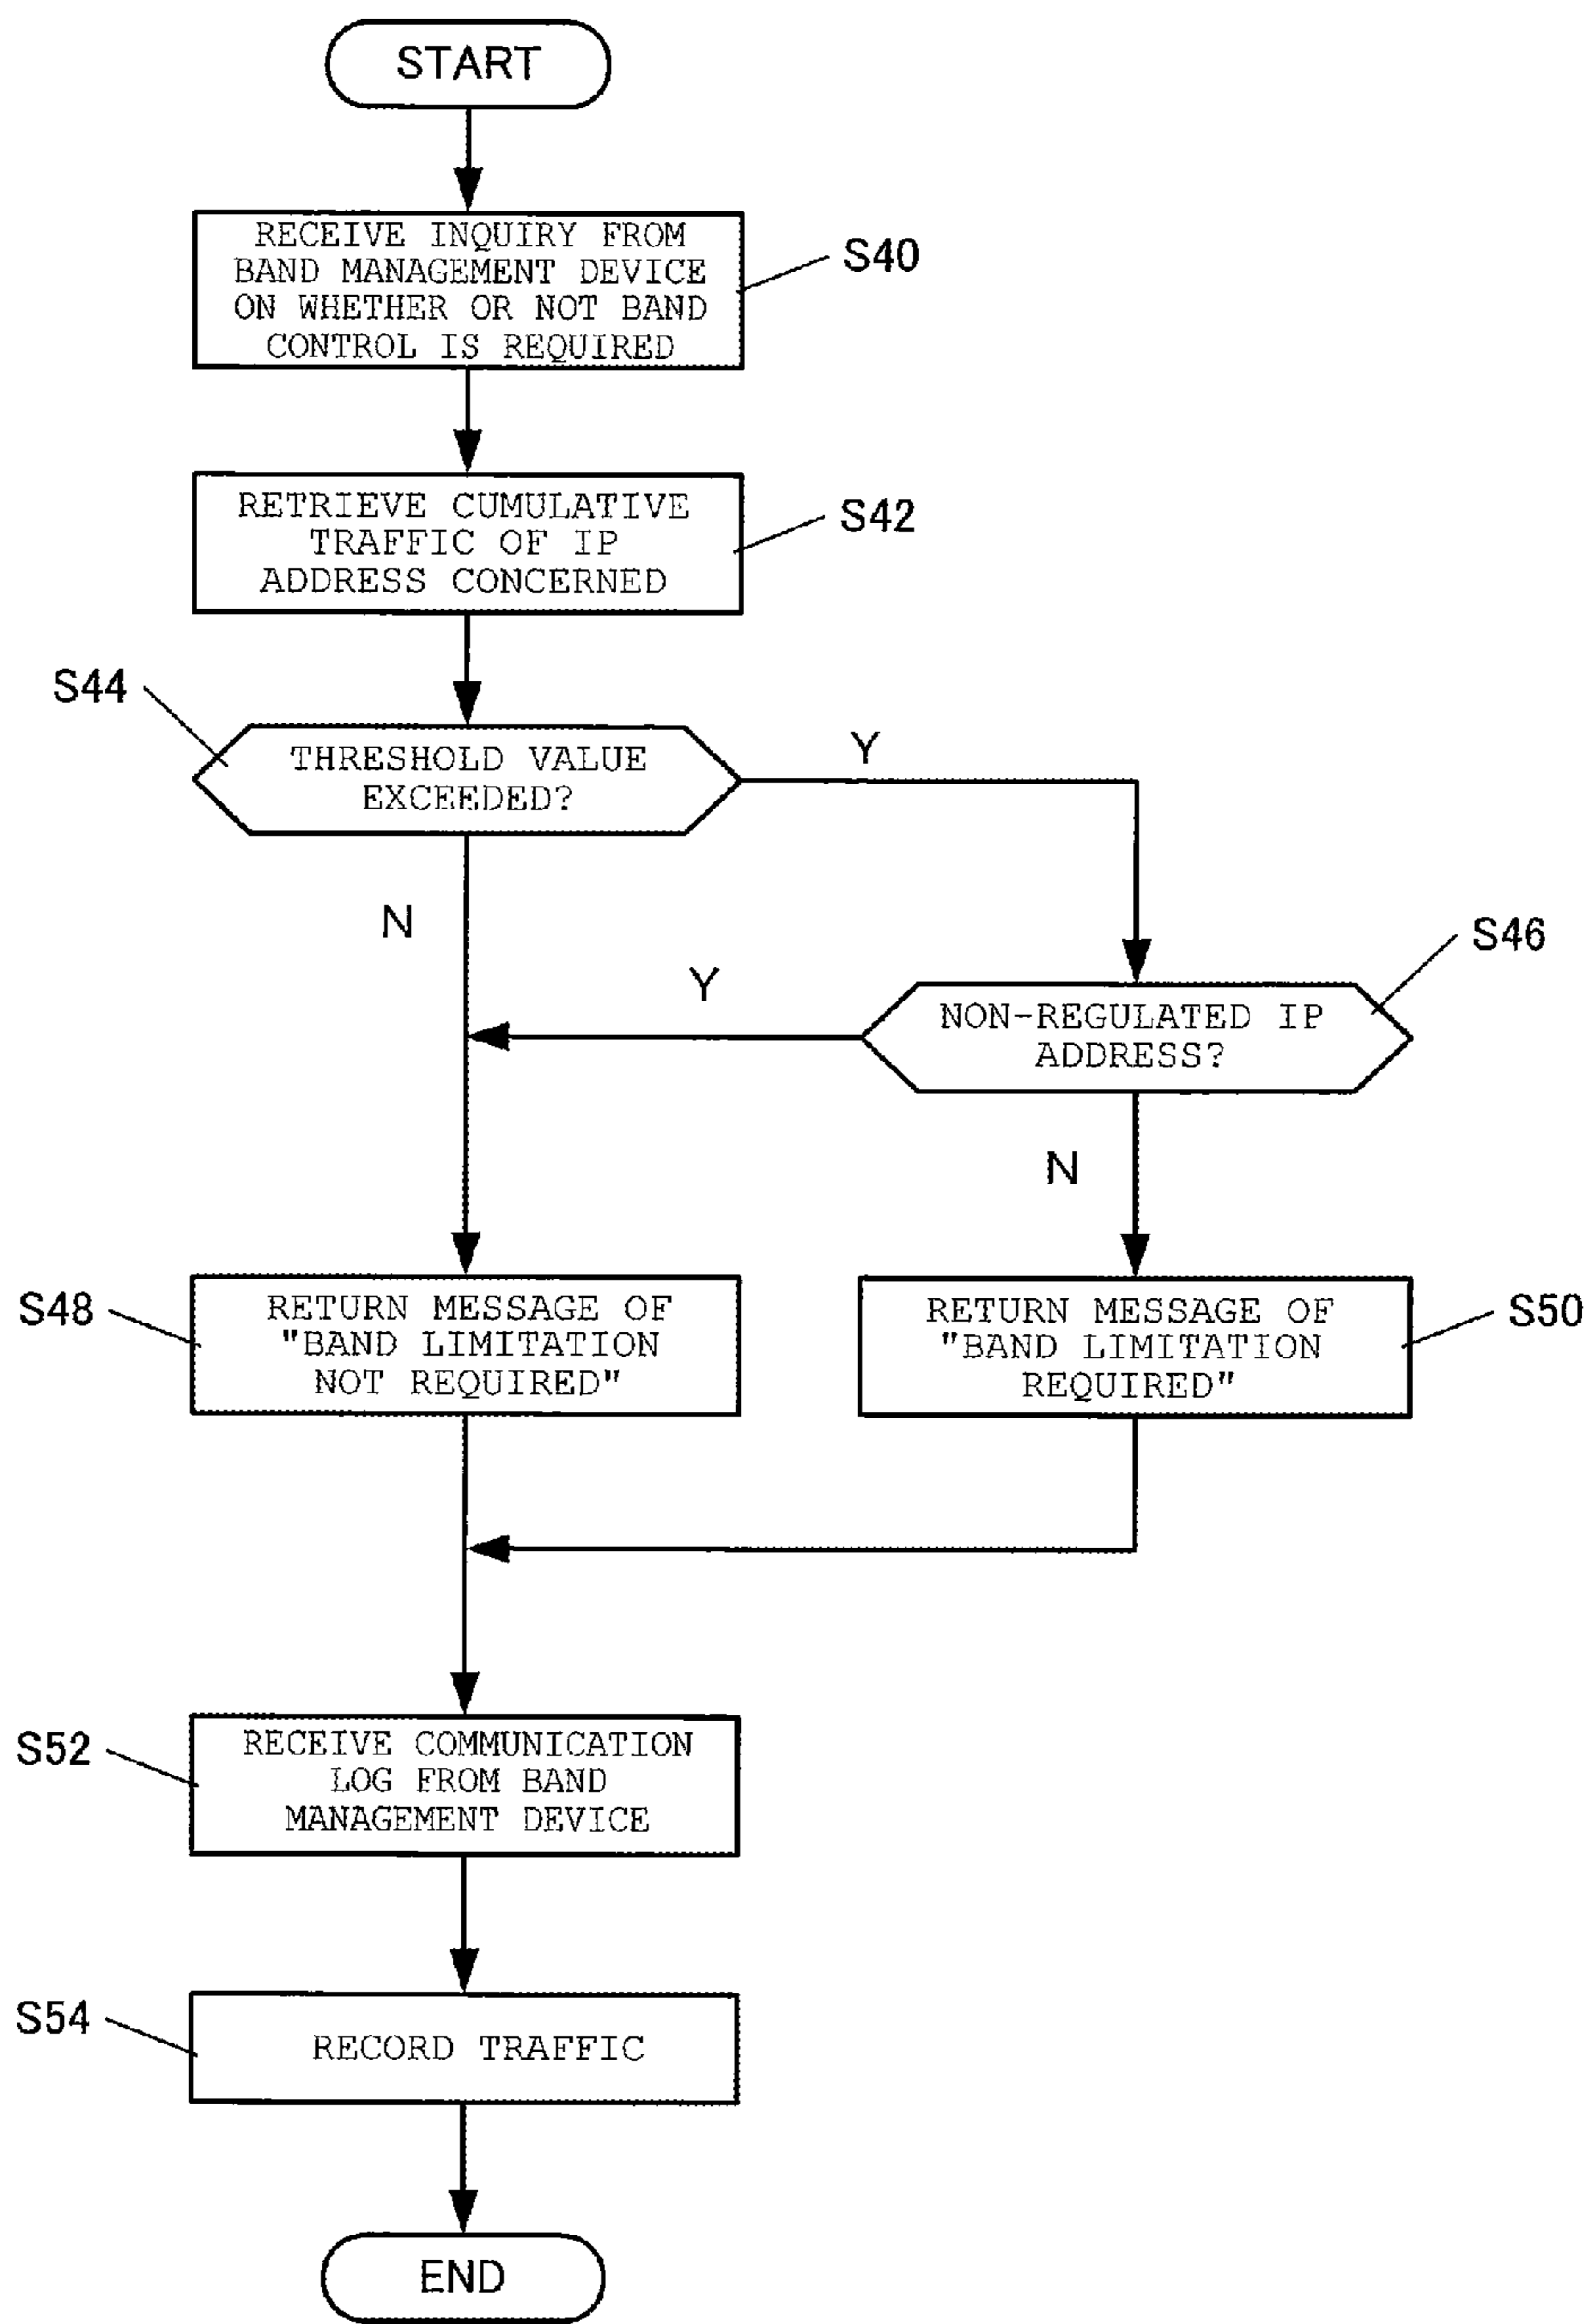 START
RECEIVE INQUIRY FROM
BAND MANAGEMENT DEVICE
ON WHETHER OR NOT BAND
CONTROL IS REQUIRED
S40
RETRIEVE CUMULATIVE
TRAFFIC OF IP
ADDRESS CONCERNED
S42
S44
THRESHOLD VALUE
EXCEEDED?
Y
N
Y
S46
NON-REGULATED IP
ADDRESS?
N
S48
RETURN MESSAGE OF
"BAND LIMITATION
NOT REQUIRED"
RETURN MESSAGE OF
"BAND LIMITATION
REQUIRED"
S50
S52
RECEIVE COMMUNICATION
LOG FROM BAND
MANAGEMENT DEVICE
S54
RECORD TRAFFIC
END